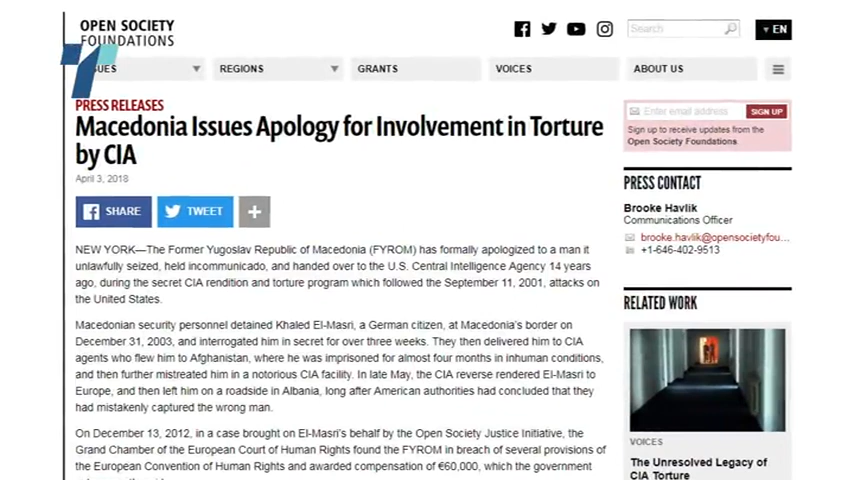 OPEN SOCIETY
FOUNDATIONS
Search
EN
UES
REGIONS
GRANTS
VOICES
ABOUT US
PRESS RELEASES
Macedonia Issues Apology for Involvement in Torture
by CIA
April 3, 2018
SHARE
TWEET
NEW YORK—The Former Yugoslav Republic of Macedonia (FYROM) has formally apologized to a man it
unlawfully seized, held incommunicado, and handed over to the U.S. Central Intelligence Agency 14 years
ago, during the secret CIA rendition and torture program which followed the September 11, 2001, attacks on
the United States.
Macedonian security personnel detained Khaled El-Masri, a German citizen, at Macedonia's border on
December 31, 2003, and interrogated him in secret for over three weeks. They then delivered him to CIA
agents who flew him to Afghanistan, where he was imprisoned for almost four months in inhuman conditions,
and then further mistreated him in a notorious CIA facility. In late May, the CIA reverse rendered El-Masri to
Europe, and then left him on a roadside in Albania, long after American authorities had concluded that they
had mistakenly captured the wrong man.
On December 13, 2012, in a case brought on El-Masri's behalf by the Open Society Justice Initiative, the
Grand Chamber of the European Court of Human Rights found the FYROM in breach of several provisions of
the European Convention of Human Rights and awarded compensation of €60,000, which the government
Enter email address
SIGN UP
Sign up to receive updates from the
Open Society Foundations
PRESS CONTACT
Brooke Havlik
Communications Officer
brooke.havlik@opensocietyfou...
+1-646-402-9513
RELATED WORK
VOICES
The Unresolved Legacy of
CIA Torture